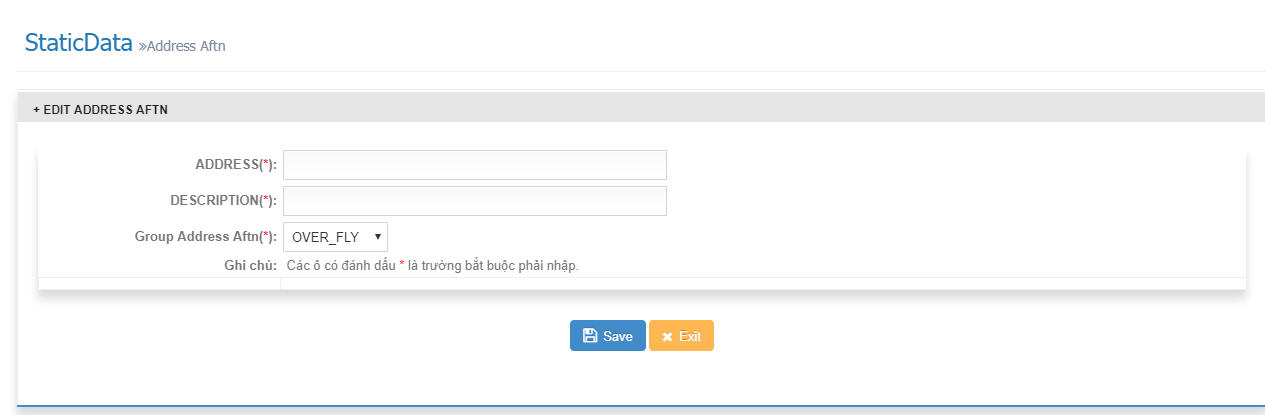 StaticData »Address Aftn
+ EDIT ADDRESS AFTN
ADDRESS(*):
DESCRIPTION(*):
Group Address Aftn(*): OVER_FLY
Ghi chú: Các ô có đánh dấu * là trường bắt buộc phải nhập.
Save Exit